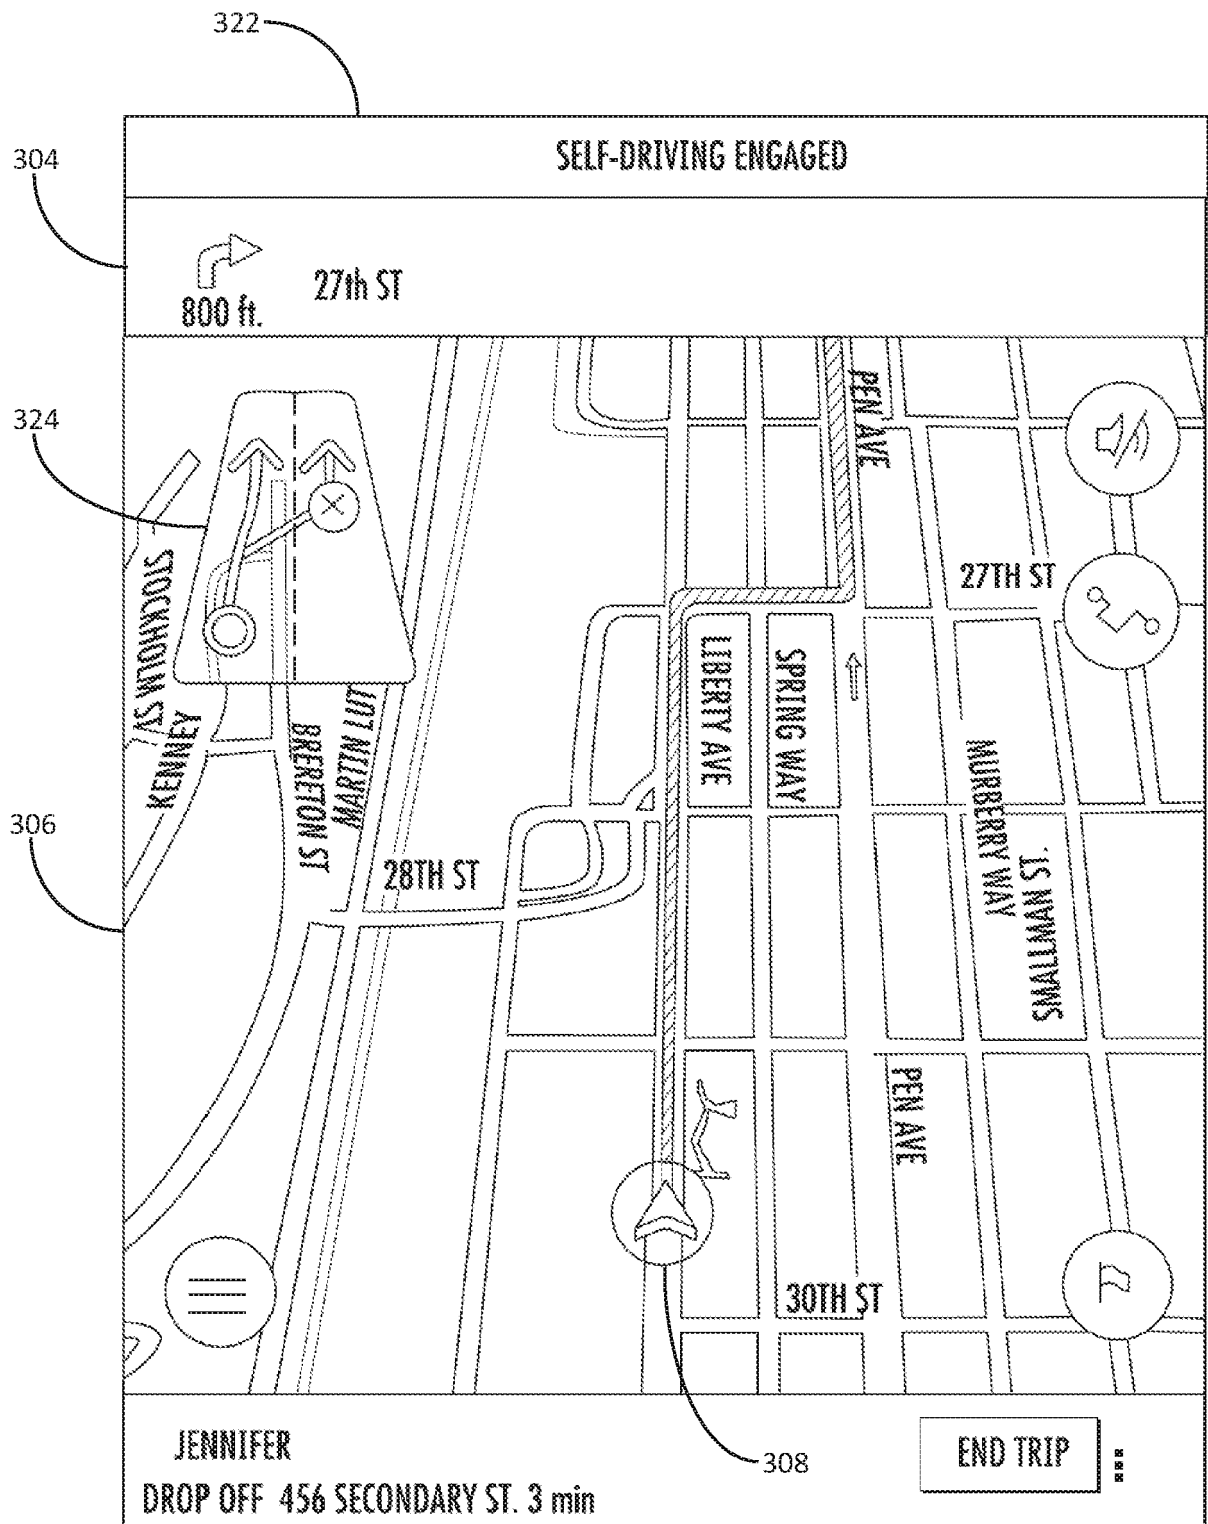 322
SELF-DRIVING ENGAGED
304
800 ft.
27th ST
324
PEN AVE
27TH ST
STOCKHOLM
KENNEY
BRERETON ST
MARTIN LUT
LIBERTY AVE
SPRING WAY
MURBERRY WAY
SMALLMAN ST.
306
28TH ST
PEN AVE
30TH ST
308
JENNIFER
END TRIP
DROP OFF 456 SECONDARY ST. 3 min